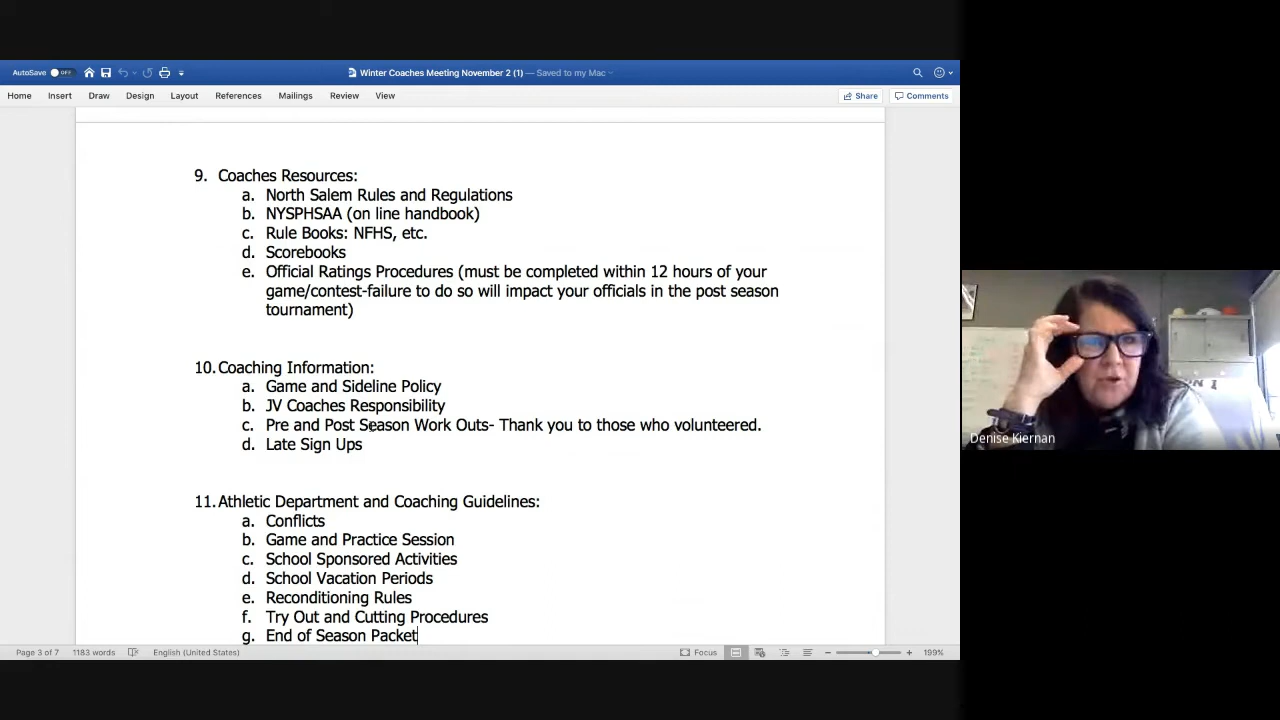 AutoSave OFF
Winter Coaches Meeting November 2 (1) — Saved to my Mac
Home Insert Draw Design Layout References Mailings Review View
Share Comments
9. Coaches Resources:
a. North Salem Rules and Regulations
b. NYSPHSAA (on line handbook)
c. Rule Books: NFHS, etc.
d. Scorebooks
e. Official Ratings Procedures (must be completed within 12 hours of your
game/contest-failure to do so will impact your officials in the post season
tournament)
10. Coaching Information:
a. Game and Sideline Policy
b. JV Coaches Responsibility
c. Pre and Post Season Work Outs- Thank you to those who volunteered.
d. Late Sign Ups
11. Athletic Department and Coaching Guidelines:
a. Conflicts
b. Game and Practice Session
c. School Sponsored Activities
d. School Vacation Periods
e. Reconditioning Rules
f. Try Out and Cutting Procedures
g. End of Season Packet
Denise Kiernan
Page 3 of 7 1183 words English (United States) Focus 199%